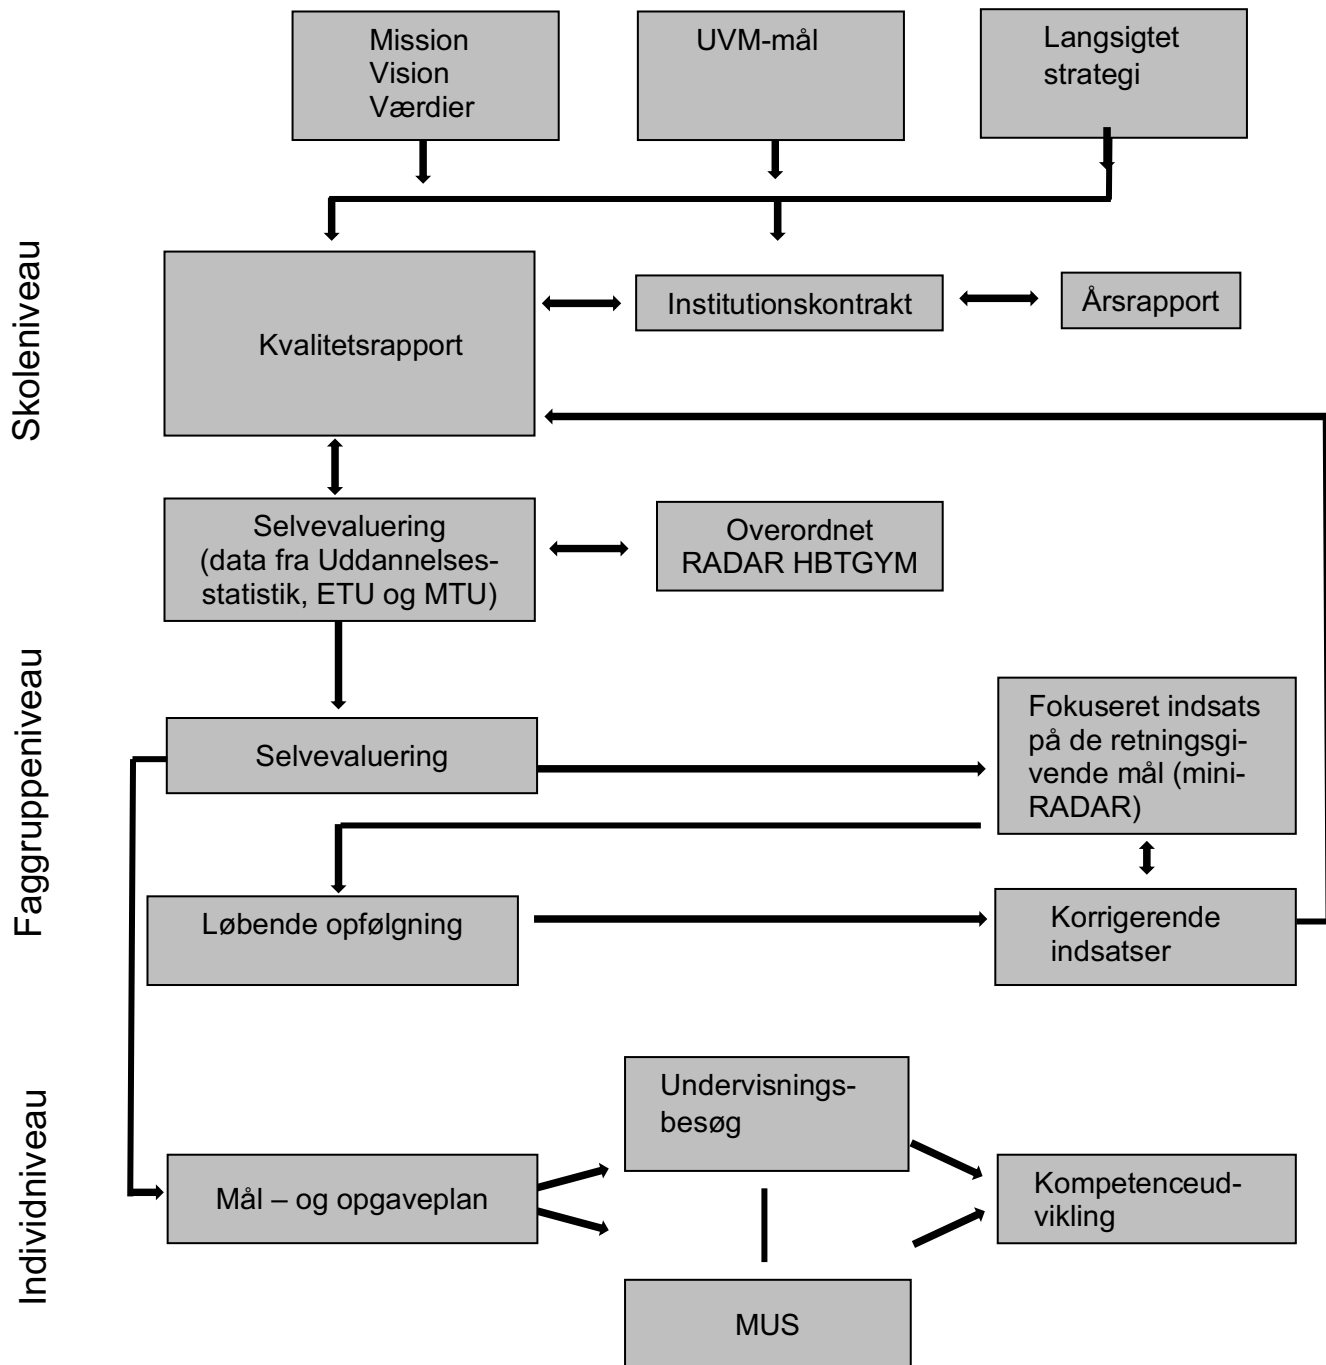 Mission
Vision
Værdier
UVM-mål
Langsigtet
strategi
Skoleniveau
Kvalitetsrapport
Institutionskontrakt
Årsrapport
Selvevaluering
(data fra Uddannelses-
statistik, ETU og MTU)
Overordnet
RADAR HBTGYM
Faggruppeniveau
Selvevaluering
Fokuseret indsats
på de retningsgi-
vende mål (mini-
RADAR)
Løbende opfølgning
Korrigerende
indsatser
Individniveau
Undervisnings-
besøg
Mål – og opgaveplan
Kompetenceud-
vikling
MUS